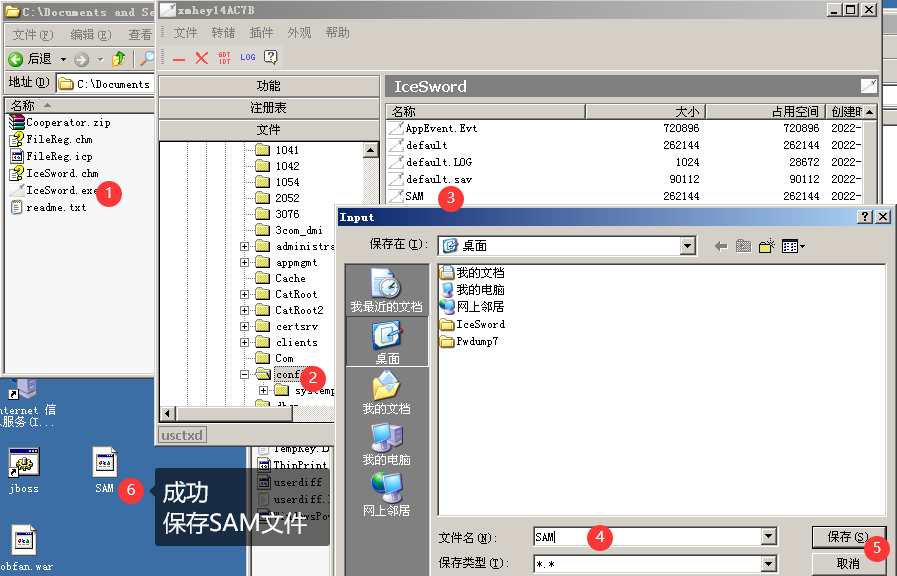 C:\Documents and Se
文件(F) 编辑(E) 查看
后退
地址(D) C:\Documents
名称
Cooperator.zip
FileReg.chm
FileReg.icp
IceSword.chm
IceSword.exe
1
readme.txt
xmhey14AC7B
文件 转储 插件 外观 帮助
GDT
IDT
LOG
功能
注册表
文件
1041
1042
1054
2052
3076
3com_dmi
administra
appmgmt
Cache
CatRoot
CatRoot2
certsrv
clients
Com
conf
2
systemp
usctxd
IceSword
名称 大小 占用空间 创建时
AppEvent.Evt 720896 720896 2022-
default 262144 262144 2022-
default.LOG 1024 28672 2022-
default.sav 90112 90112 2022-
SAM 262144 262144 2022-
3
Input
保存在(I): 桌面
我最近的文档
桌面
我的文档
我的电脑
网上邻居
我的文档
我的电脑
网上邻居
IceSword
Pwdump7
文件名(N): SAM
4
保存(S)
5
保存类型(T): *.*
取消
TempKey.D
ThinPrint
userdiff
userdiff.
nternet 信
服务(I...
jboss
SAM
6
obfan.war
成功
保存SAM文件